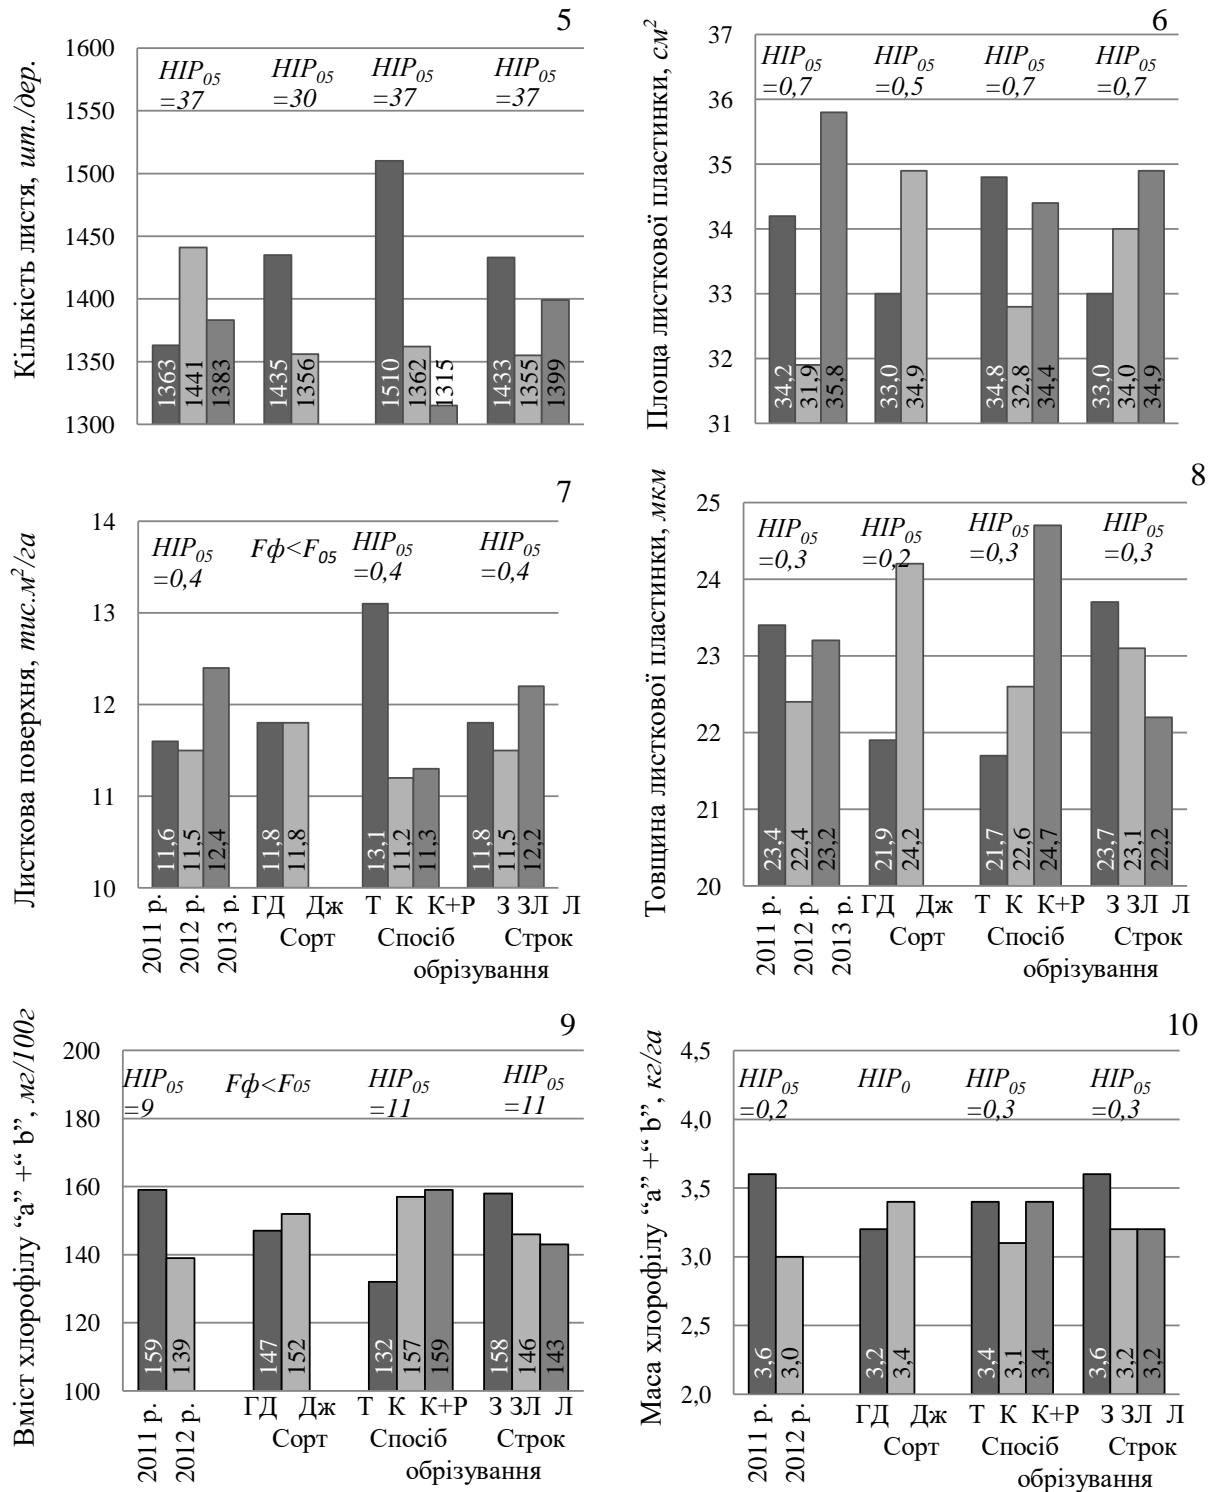 5
Кількість листя, шт./дер.
1600
1550
1500
1450
1400
1350
1300
НІР05 НІР05 НІР05 НІР05
=37 =30 =37 =37
1363 1441 1383 1435 1356 1510 1362 1315 1433 1355 1399
6
Площа листкової пластинки, см²
37
36
35
34
33
32
31
НІР05 НІР05 НІР05 НІР05
=0,7 =0,5 =0,7 =0,7
34,2 31,9 35,8 33,0 34,9 34,8 32,8 34,4 33,0 34,0 34,9
7
Листкова поверхня, тис.м²/га
14
13
12
11
10
НІР05 Fф<F05 НІР05 НІР05
=0,4 =0,4 =0,4
11,6 11,5 12,4 11,8 11,8 13,1 11,2 11,3 11,8 11,5 12,2
2011 р. 2012 р. 2013 р. ГД Дж Т К К+Р З ЗЛ Л
Сорт Спосіб Строк
обрізування
8
Товщина листкової пластинки, мкм
25
24
23
22
21
20
НІР05 НІР05 НІР05 НІР05
=0,3 =0,2 =0,3 =0,3
23,4 22,4 23,2 21,9 24,2 21,7 22,6 24,7 23,7 23,1 22,2
2011 р. 2012 р. 2013 р. ГД Дж Т К К+Р З ЗЛ Л
Сорт Спосіб Строк
обрізування
9
Вміст хлорофілу “а” +“ b”, мг/100г
200
180
160
140
120
100
НІР05 Fф<F05 НІР05 НІР05
=9 =11 =11
159 139 147 152 132 157 159 158 146 143
2011 р. 2012 р. ГД Дж Т К К+Р З ЗЛ Л
Сорт Спосіб Строк
обрізування
10
Маса хлорофілу “а” +“ b”, кг/га
4,5
4,0
3,5
3,0
2,5
2,0
НІР05 НІР0 НІР05 НІР05
=0,2 =0,3 =0,3
3,6 3,0 3,2 3,4 3,4 3,1 3,4 3,6 3,2 3,2
2011 р. 2012 р. ГД Дж Т К К+Р З ЗЛ Л
Сорт Спосіб Строк
обрізування